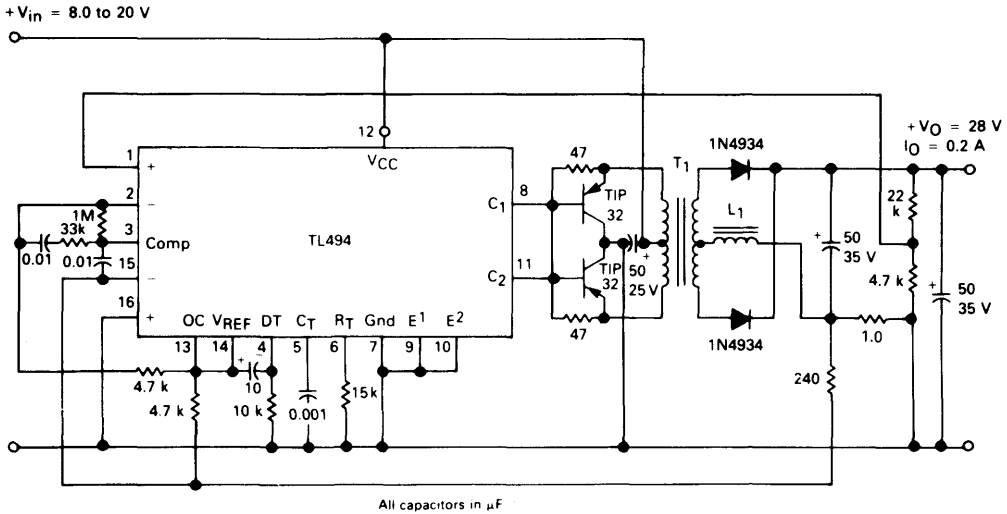 +Vin = 8.0 to 20 V
12
VCC
1
+
2
−
1M
33k
3
Comp
0.01
0.01
15
−
16
+
TL494
C1
8
C2
11
OC
VREF
DT
CT
RT
Gnd
E1
E2
13
14
4
5
6
7
9
10
4.7 k
4.7 k
+
−
10
10 k
0.001
15k
47
TIP
32
TIP
32
47
+
50
25 V
T1
1N4934
L1
1N4934
+
50
35 V
+VO = 28 V
IO = 0.2 A
22
k
4.7 k
+
50
35 V
1.0
240
All capacitors in μF